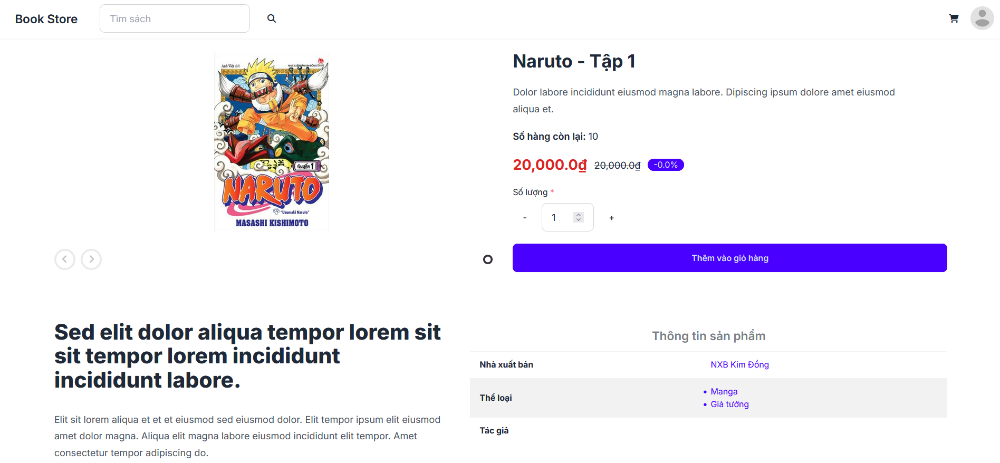 Book Store
Tìm sách
Anh Việt dịch
NHÀ XUẤT BẢN KIM ĐỒNG
Quyển 1
NARUTO
"Uzumaki Naruto"
MASASHI KISHIMOTO
Naruto - Tập 1
Dolor labore incididunt eiusmod magna labore. Dipiscing ipsum dolore amet eiusmod
aliqua et.
Số hàng còn lại: 10
20,000.0₫ 20,000.0₫ -0.0%
Số lượng *
- 1 +
Thêm vào giỏ hàng
Sed elit dolor aliqua tempor lorem sit
sit tempor lorem incididunt
incididunt labore.
Elit sit lorem aliqua et et et eiusmod sed eiusmod dolor. Elit tempor ipsum elit eiusmod
amet dolor magna. Aliqua elit magna labore eiusmod incididunt elit tempor. Amet
consectetur tempor adipiscing do.
Thông tin sản phẩm
Nhà xuất bản NXB Kim Đồng
Thể loại
• Manga
• Giả tưởng
Tác giả